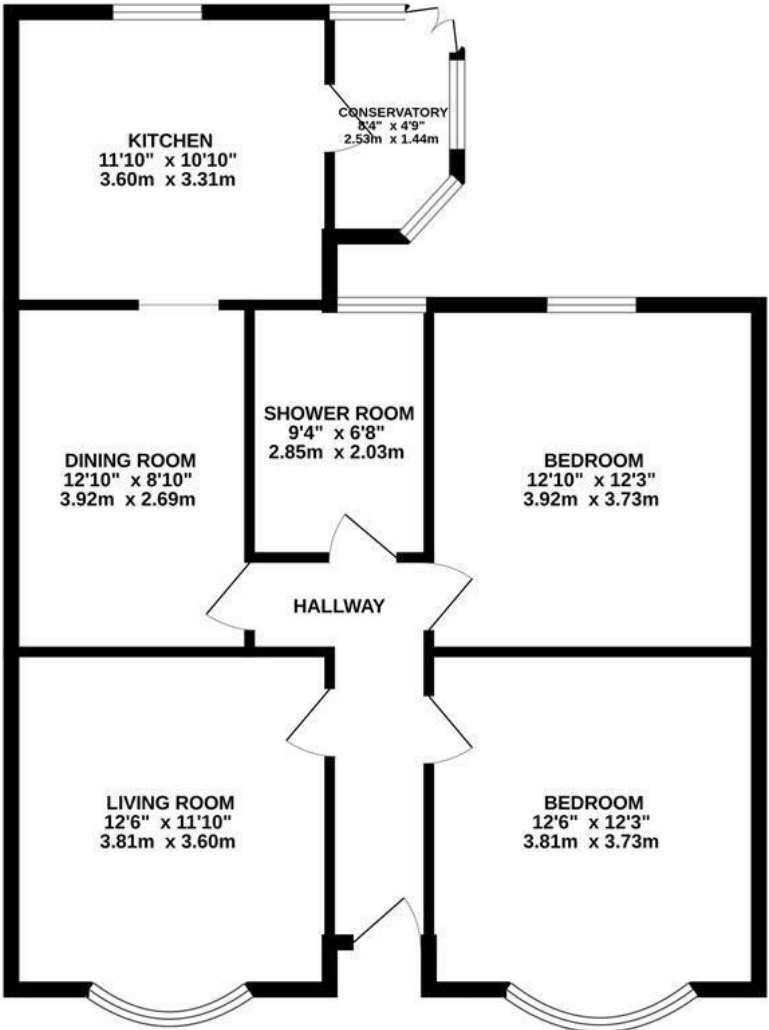 CONSERVATORY
8'4" x 4'9"
2.53m x 1.44m
KITCHEN
11'10" x 10'10"
3.60m x 3.31m
SHOWER ROOM
9'4" x 6'8"
2.85m x 2.03m
DINING ROOM
12'10" x 8'10"
3.92m x 2.69m
BEDROOM
12'10" x 12'3"
3.92m x 3.73m
HALLWAY
LIVING ROOM
12'6" x 11'10"
3.81m x 3.60m
BEDROOM
12'6" x 12'3"
3.81m x 3.73m